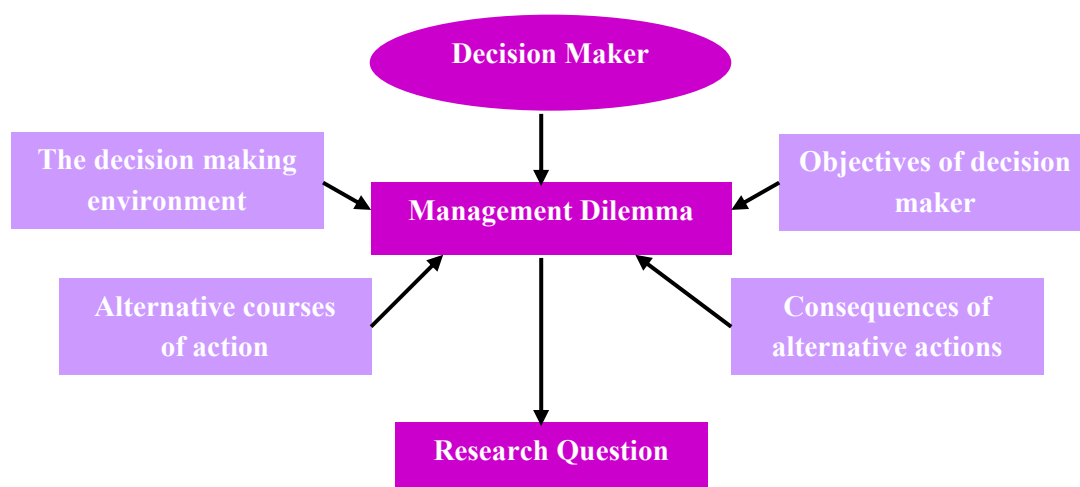 Decision Maker
The decision making
environment
Objectives of decision
maker
Management Dilemma
Alternative courses
of action
Consequences of
alternative actions
Research Question